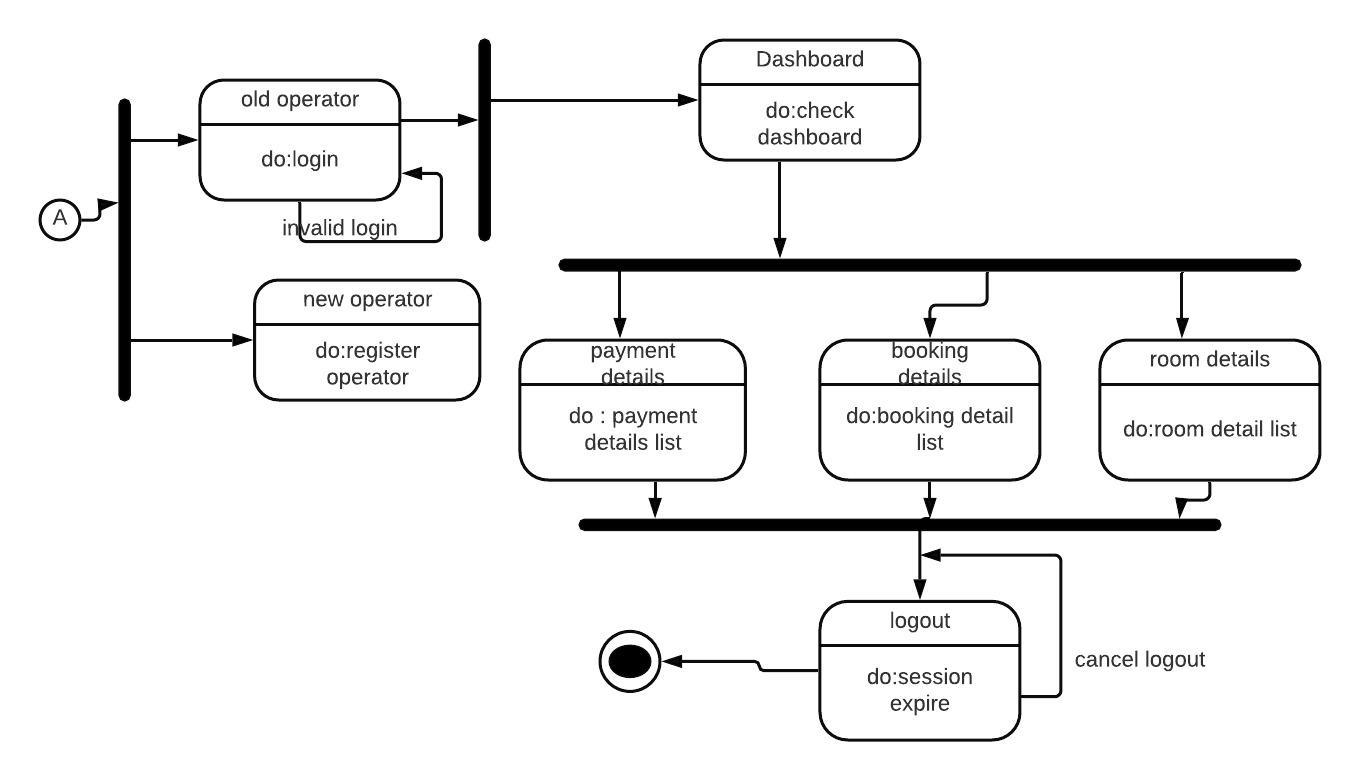 Dashboard
old operator
do:check
dashboard
do:login
A
invalid login
new operator
do:register
operator
payment
details
booking
details
room details
do : payment
details list
do:booking detail
list
do:room detail list
logout
do:session
expire
cancel logout